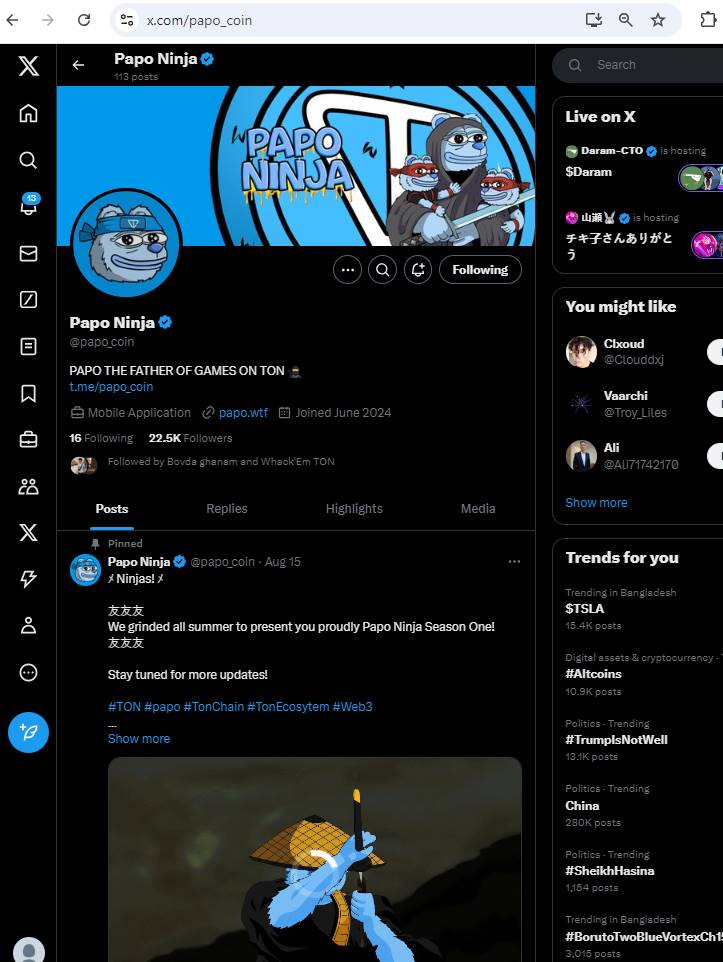 x.com/papo_coin
Papo Ninja
113 posts
PAPO
NINJA
Following
Papo Ninja
@papo_coin
PAPO THE FATHER OF GAMES ON TON 🥷
t.me/papo_coin
Mobile Application papo.wtf Joined June 2024
16 Following 22.5K Followers
Followed by Bovda ghanam and Whack'Em TON
Posts Replies Highlights Media
Pinned
Papo Ninja @papo_coin · Aug 15
〤Ninjas!〤
友友友
We grinded all summer to present you proudly Papo Ninja Season One!
友友友
Stay tuned for more updates!
#TON #papo #TonChain #TonEcosytem #Web3
...
Show more
13
Search
Live on X
Daram-CTO is hosting
$Daram
山瀬🐰 is hosting
チキ子さんありがと
う
You might like
Clxoud
@Clouddxj
Vaarchi
@Troy_Liles
Ali
@Ali71742170
Show more
Trends for you
Trending in Bangladesh
$TSLA
15.4K posts
Digital assets & cryptocurrency ·
#Altcoins
10.9K posts
Politics · Trending
#TrumpIsNotWell
13.1K posts
Politics · Trending
China
280K posts
Politics · Trending
#SheikhHasina
1,154 posts
Trending in Bangladesh
#BorutoTwoBlueVortexCh1
3,015 posts